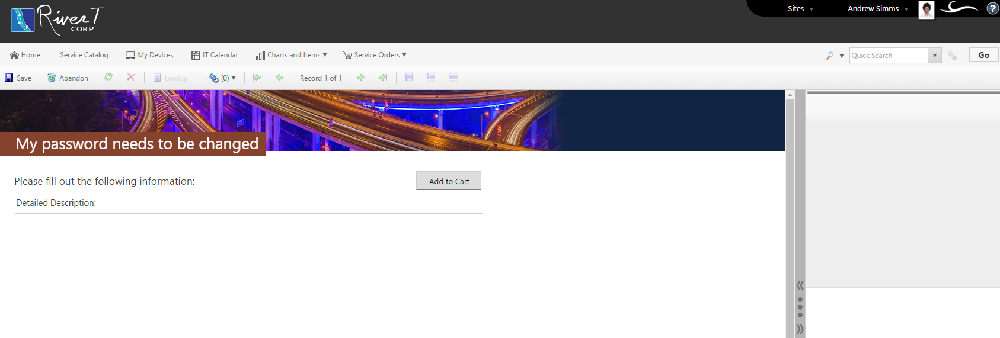 River T
CORP
Sites
Andrew Simms
?
Home
Service Catalog
My Devices
IT Calendar
Charts and Items
Service Orders
Quick Search
Go
Save
Abandon
Lookup
(0)
Record 1 of 1
My password needs to be changed
Please fill out the following information:
Add to Cart
Detailed Description: